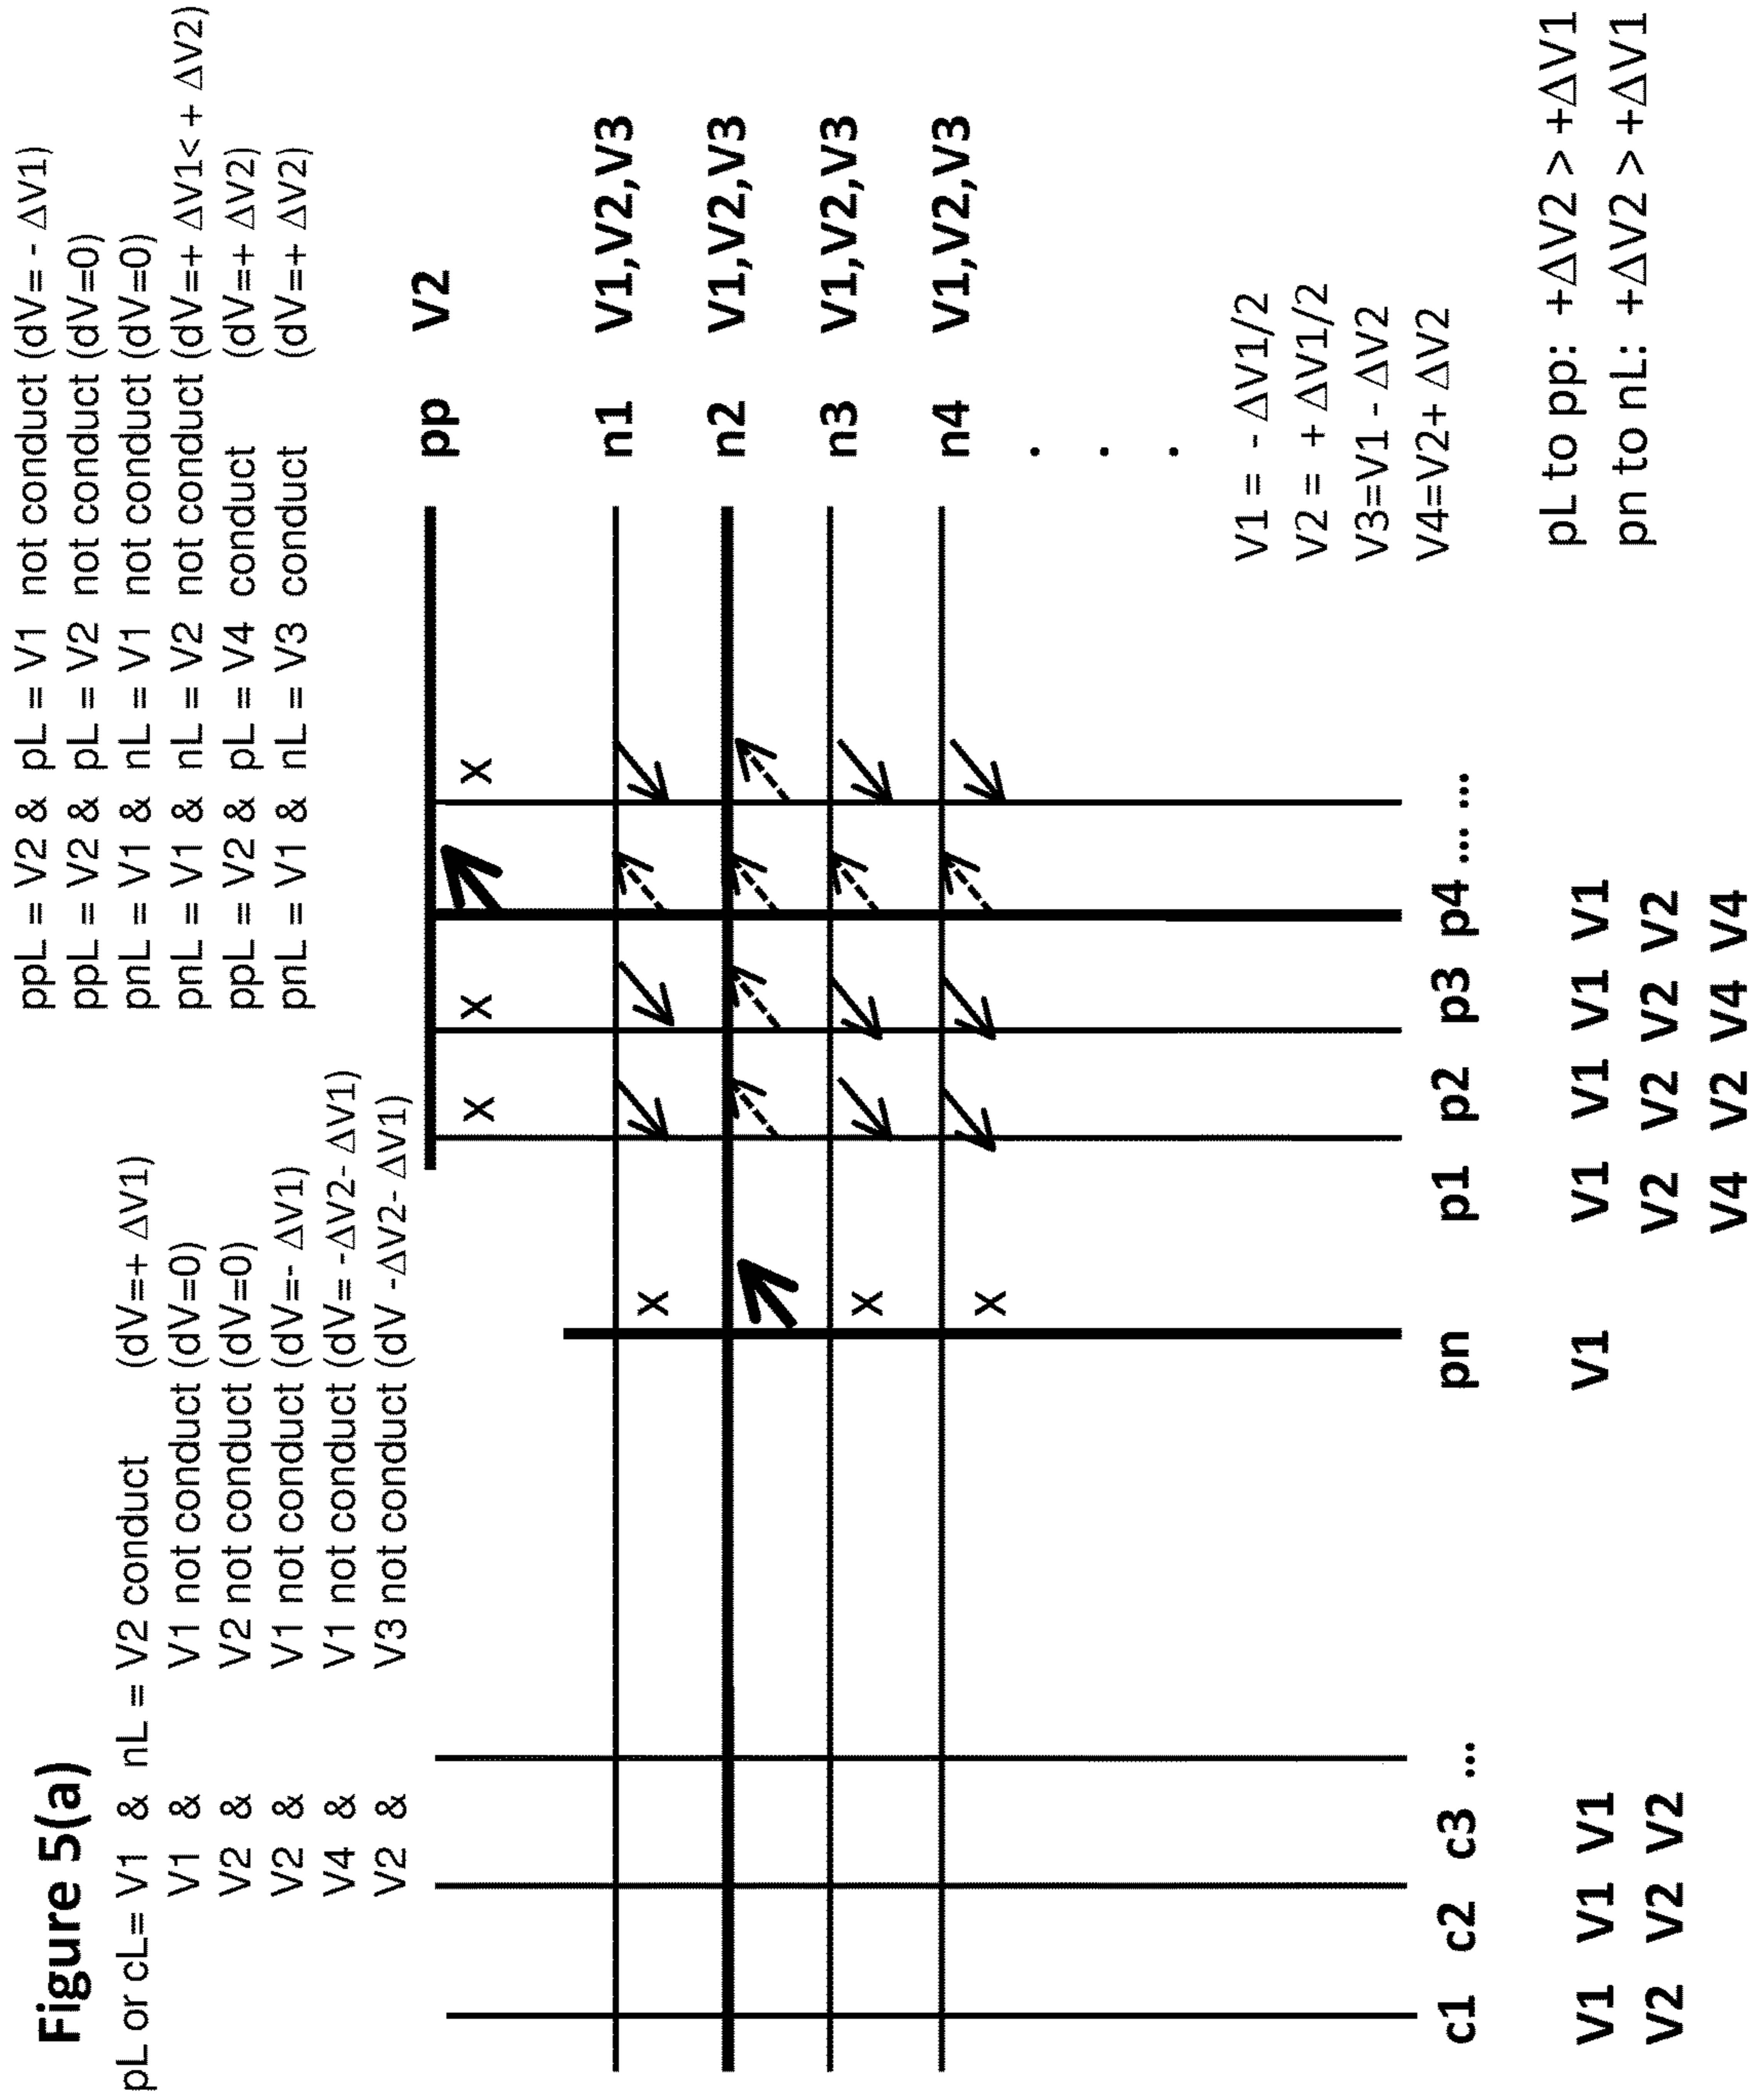 Figure 5(a)
pL or cL= V1 & nL = V2 conduct (dV=+ ΔV1)
V1 & V1 not conduct (dV=0)
V2 & V2 not conduct (dV=0)
V2 & V1 not conduct (dV=- ΔV1)
V4 & V1 not conduct (dV= -ΔV2- ΔV1)
V2 & V3 not conduct (dV -ΔV2- ΔV1)
ppL = V2 & pL = V1 not conduct (dV= - ΔV1)
ppL = V2 & pL = V2 not conduct (dV=0)
pnL = V1 & nL = V1 not conduct (dV=0)
pnL = V1 & nL = V2 not conduct (dV=+ ΔV1< + ΔV2)
ppL = V2 & pL = V4 conduct (dV=+ ΔV2)
pnL = V1 & nL = V3 conduct (dV=+ ΔV2)
pp V2
X X X
n1 V1,V2,V3
X
n2 V1,V2,V3
n3 V1,V2,V3
X
n4 V1,V2,V3
X
. . .
V1 = - ΔV1/2
V2 = + ΔV1/2
V3=V1 - ΔV2
V4=V2+ ΔV2
c1 c2 c3 ... pn p1 p2 p3 p4 ... ...
pL to pp: +ΔV2 > +ΔV1
V1 V1 V1 V1 V1 V1 V1 V1
pn to nL: +ΔV2 > +ΔV1
V2 V2 V2 V2 V2 V2 V2
V4 V2 V4 V4